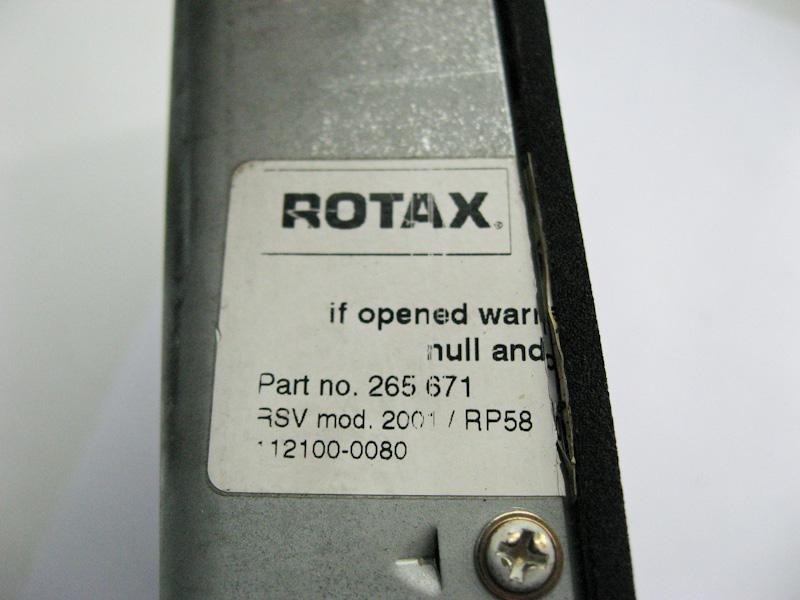 ROTAX®
if opened warr
null and
Part no. 265 671
RSV mod. 2001 / RP58
112100-0080